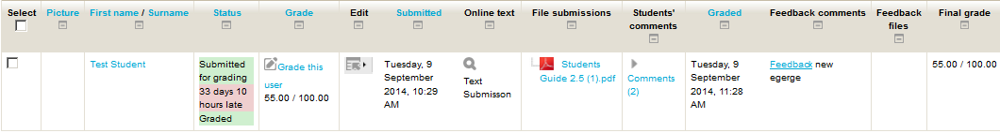 Select
Picture
First name / Surname
Status
Grade
Edit
Submitted
Online text
File submissions
Students'
comments
Graded
Feedback comments
Feedback
files
Final grade
Test Student
Submitted
for grading
33 days 10
hours late
Graded
Grade this
user
55.00 / 100.00
Tuesday, 9
September
2014, 10:29
AM
Text
Submisson
Students
Guide 2.5 (1).pdf
Comments
(2)
Tuesday, 9
September
2014, 11:28
AM
Feedback new
egerge
55.00 / 100.00